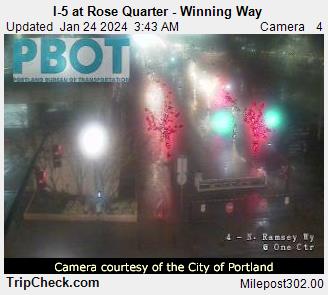 I-5 at Rose Quarter - Winning Way
Updated Jan 24 2024 3:43 AM Camera 4
PBOT
PORTLAND BUREAU OF TRANSPORTATION
4 - N. Ramsey Wy
@ One Ctr
Camera courtesy of the City of Portland
TripCheck.com Milepost302.00